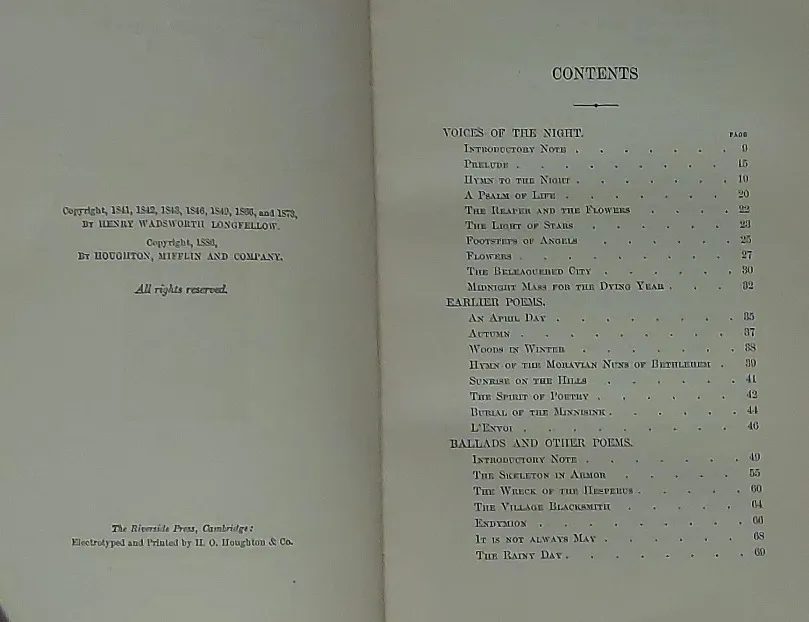 Copyright, 1841, 1842, 1843, 1846, 1849, 1866, and 1873,
BY HENRY WADSWORTH LONGFELLOW.
Copyright, 1886,
BY HOUGHTON, MIFFLIN AND COMPANY.
All rights reserved.
The Riverside Press, Cambridge:
Electrotyped and Printed by H. O. Houghton & Co.
CONTENTS
VOICES OF THE NIGHT. PAGE
INTRODUCTORY NOTE . . . . . . . 9
PRELUDE . . . . . . . . . 15
HYMN TO THE NIGHT . . . . . . . 19
A PSALM OF LIFE . . . . . . . 20
THE REAPER AND THE FLOWERS . . . . 22
THE LIGHT OF STARS . . . . . . 23
FOOTSTEPS OF ANGELS . . . . . . 25
FLOWERS . . . . . . . . . 27
THE BELEAGUERED CITY . . . . . . 30
MIDNIGHT MASS FOR THE DYING YEAR . . . 32
EARLIER POEMS.
AN APRIL DAY . . . . . . . . 35
AUTUMN . . . . . . . . . 37
WOODS IN WINTER . . . . . . . 38
HYMN OF THE MORAVIAN NUNS OF BETHLEHEM . 39
SUNRISE ON THE HILLS . . . . . 41
THE SPIRIT OF POETRY . . . . . . 42
BURIAL OF THE MINNISINK . . . . . . 44
L'ENVOI . . . . . . . . . 46
BALLADS AND OTHER POEMS.
INTRODUCTORY NOTE . . . . . . . 49
THE SKELETON IN ARMOR . . . . . 55
THE WRECK OF THE HESPERUS . . . . . 60
THE VILLAGE BLACKSMITH . . . . . 64
ENDYMION . . . . . . . . 66
IT IS NOT ALWAYS MAY . . . . . . 68
THE RAINY DAY . . . . . . . . 69